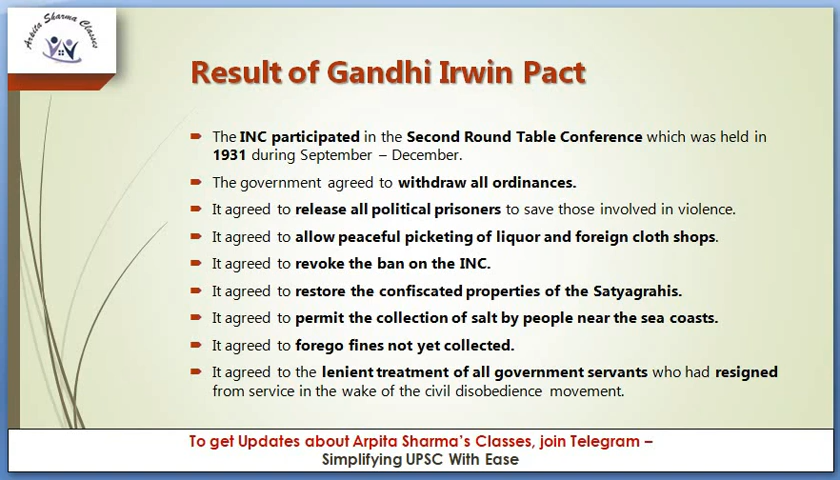 Arpita Sharma Classes
Result of Gandhi Irwin Pact
The INC participated in the Second Round Table Conference which was held in
1931 during September – December.
The government agreed to withdraw all ordinances.
It agreed to release all political prisoners to save those involved in violence.
It agreed to allow peaceful picketing of liquor and foreign cloth shops.
It agreed to revoke the ban on the INC.
It agreed to restore the confiscated properties of the Satyagrahis.
It agreed to permit the collection of salt by people near the sea coasts.
It agreed to forego fines not yet collected.
It agreed to the lenient treatment of all government servants who had resigned
from service in the wake of the civil disobedience movement.
To get Updates about Arpita Sharma's Classes, join Telegram –
Simplifying UPSC With Ease